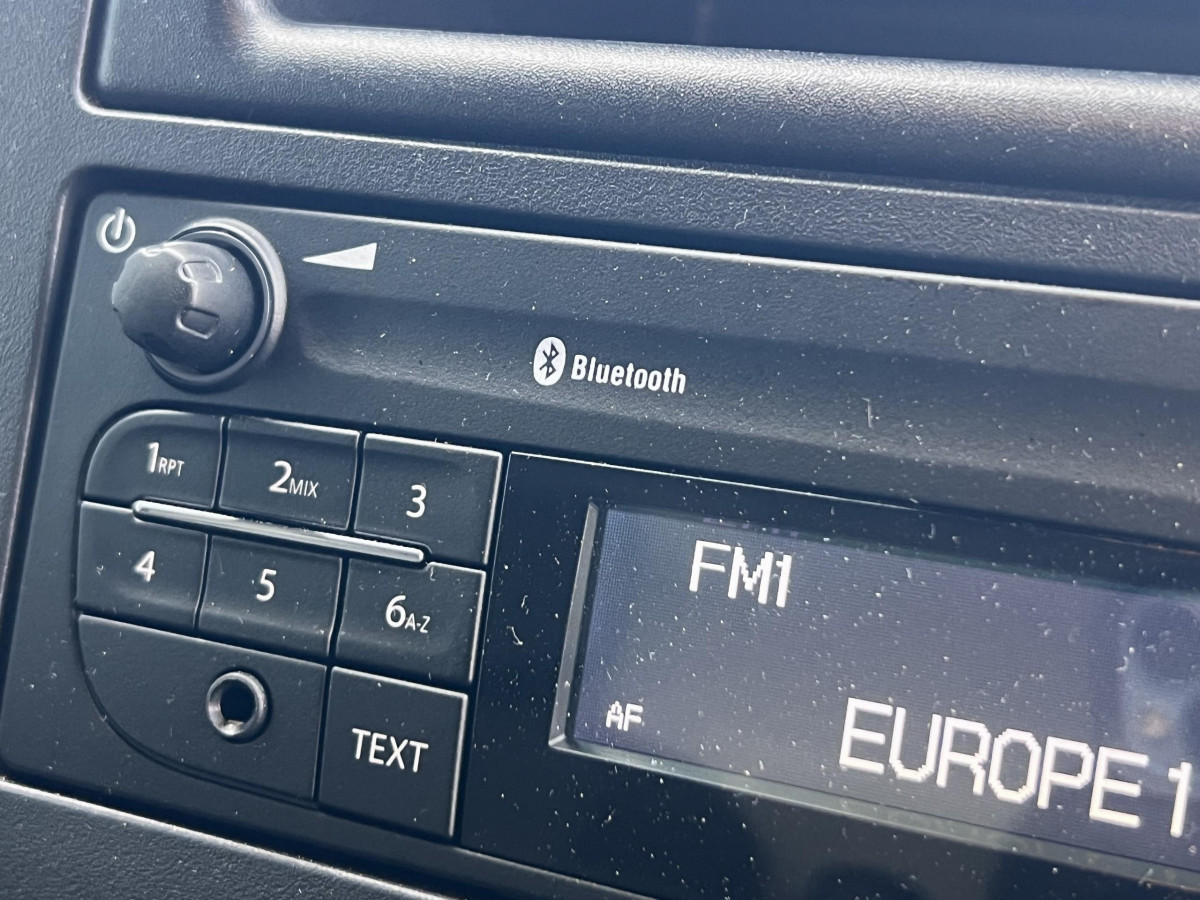 Bluetooth
1RPT 2MIX 3
4 5 6A-Z
TEXT
FM1
AF
EUROPE 1